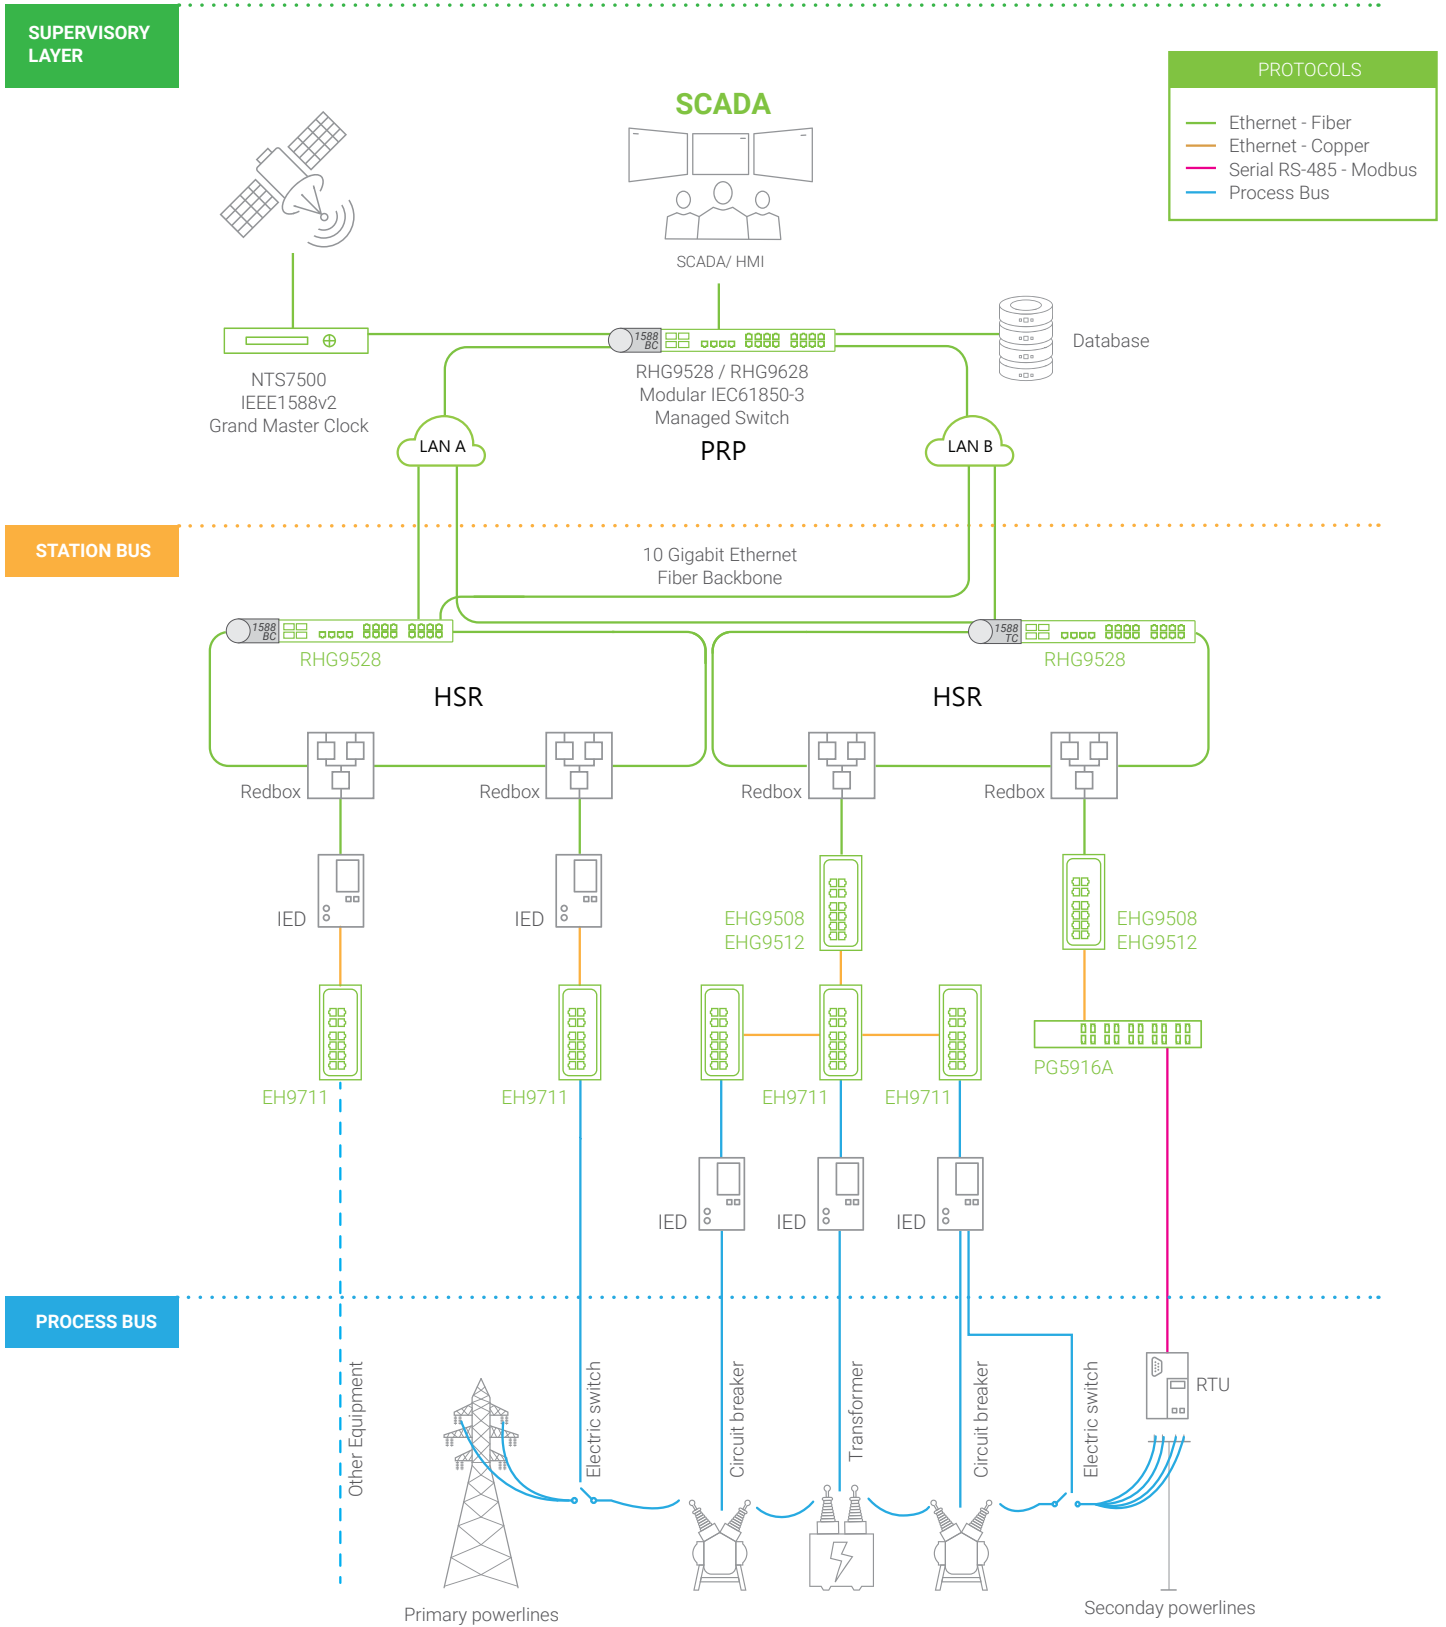 SUPERVISORY
LAYER
PROTOCOLS
Ethernet - Fiber
Ethernet - Copper
Serial RS-485 - Modbus
Process Bus
SCADA
SCADA/ HMI
1588
BC
Database
NTS7500
IEEE1588v2
Grand Master Clock
RHG9528 / RHG9628
Modular IEC61850-3
Managed Switch
PRP
LAN A
LAN B
STATION BUS
10 Gigabit Ethernet
Fiber Backbone
1588
BC
1588
TC
RHG9528
RHG9528
HSR
HSR
Redbox
Redbox
Redbox
Redbox
IED
IED
EHG9508
EHG9512
EHG9508
EHG9512
EH9711
EH9711
EH9711
EH9711
PG5916A
IED
IED
IED
PROCESS BUS
Other Equipment
Electric switch
Circuit breaker
Transformer
Circuit breaker
Electric switch
RTU
Primary powerlines
Seconday powerlines